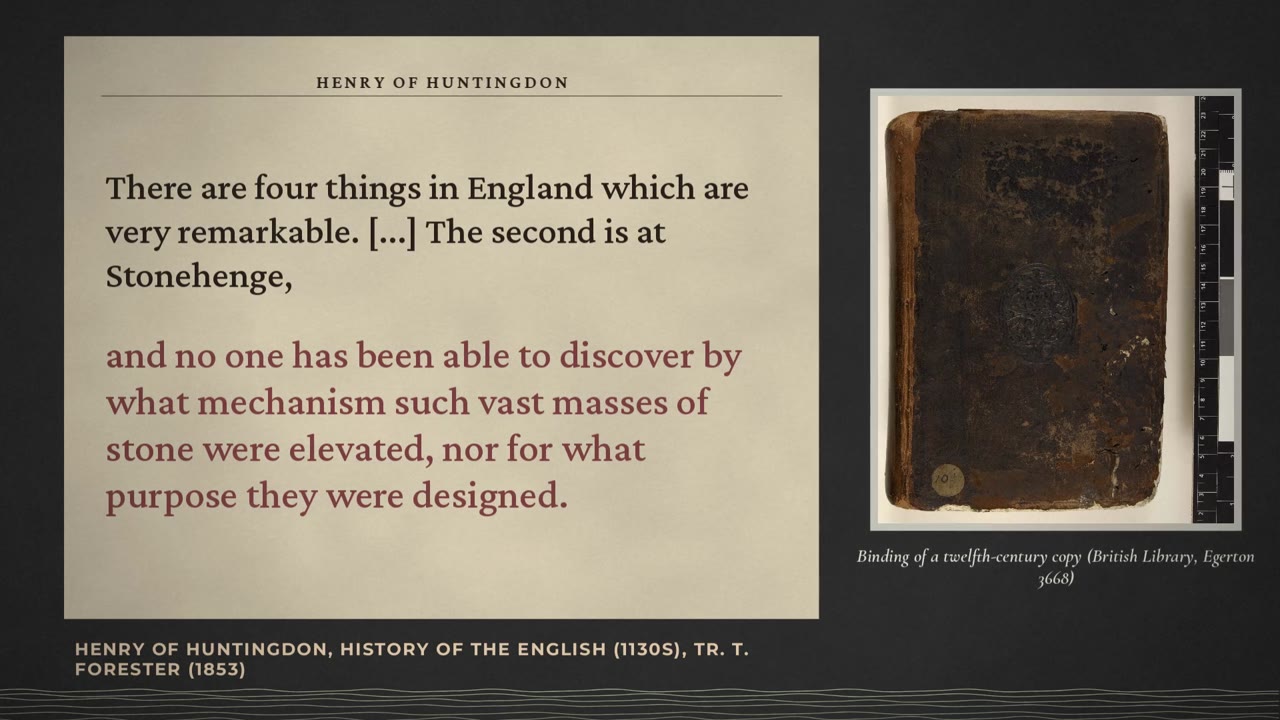 HENRY OF HUNTINGDON
There are four things in England which are
very remarkable. [...] The second is at
Stonehenge,
and no one has been able to discover by
what mechanism such vast masses of
stone were elevated, nor for what
purpose they were designed.
Binding of a twelfth-century copy (British Library, Egerton
3668)
HENRY OF HUNTINGDON, HISTORY OF THE ENGLISH (1130S), TR. T.
FORESTER (1853)